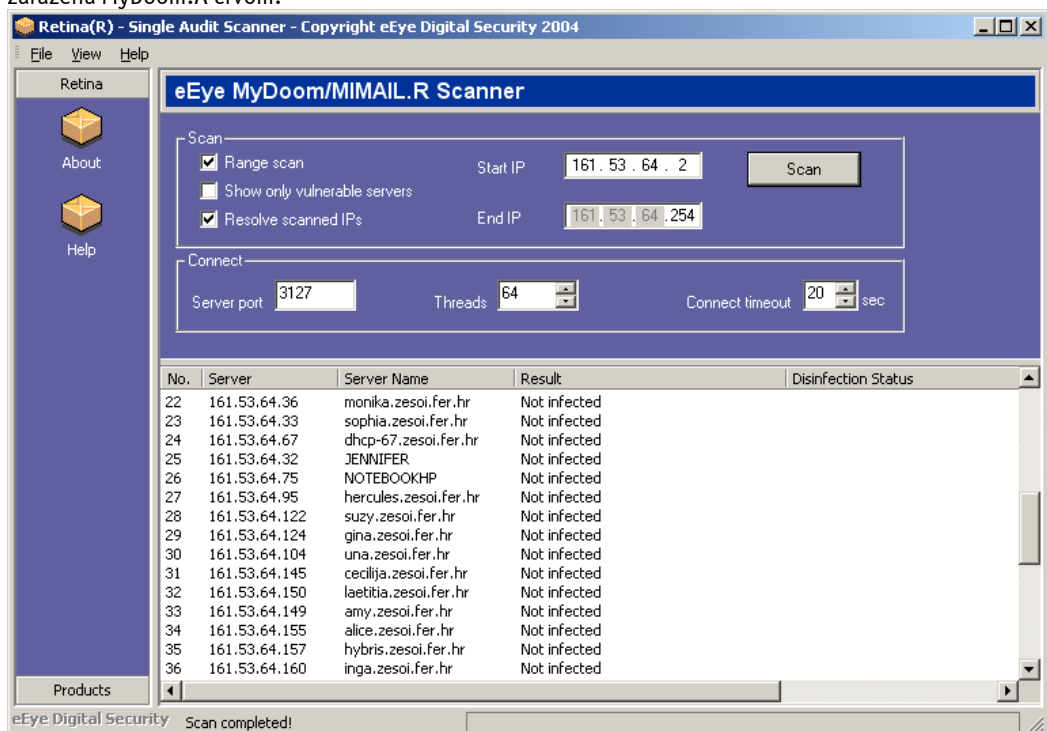 zaražena MyDoom.A crvom.
Retina(R) - Single Audit Scanner - Copyright eEye Digital Security 2004
File View Help
Retina
About
Help
Products
eEye MyDoom/MIMAIL.R Scanner
Scan
Range scan
Show only vulnerable servers
Resolve scanned IPs
Start IP 161 . 53 . 64 . 2
End IP 161 . 53 . 64 .254
Scan
Connect
Server port 3127 Threads 64 Connect timeout 20 sec
No. Server Server Name Result Disinfection Status
22 161.53.64.36 monika.zesoi.fer.hr Not infected
23 161.53.64.33 sophia.zesoi.fer.hr Not infected
24 161.53.64.67 dhcp-67.zesoi.fer.hr Not infected
25 161.53.64.32 JENNIFER Not infected
26 161.53.64.75 NOTEBOOKHP Not infected
27 161.53.64.95 hercules.zesoi.fer.hr Not infected
28 161.53.64.122 suzy.zesoi.fer.hr Not infected
29 161.53.64.124 gina.zesoi.fer.hr Not infected
30 161.53.64.104 una.zesoi.fer.hr Not infected
31 161.53.64.145 cecilija.zesoi.fer.hr Not infected
32 161.53.64.150 laetitia.zesoi.fer.hr Not infected
33 161.53.64.149 amy.zesoi.fer.hr Not infected
34 161.53.64.155 alice.zesoi.fer.hr Not infected
35 161.53.64.157 hybris.zesoi.fer.hr Not infected
36 161.53.64.160 inga.zesoi.fer.hr Not infected
eEye Digital Security Scan completed!